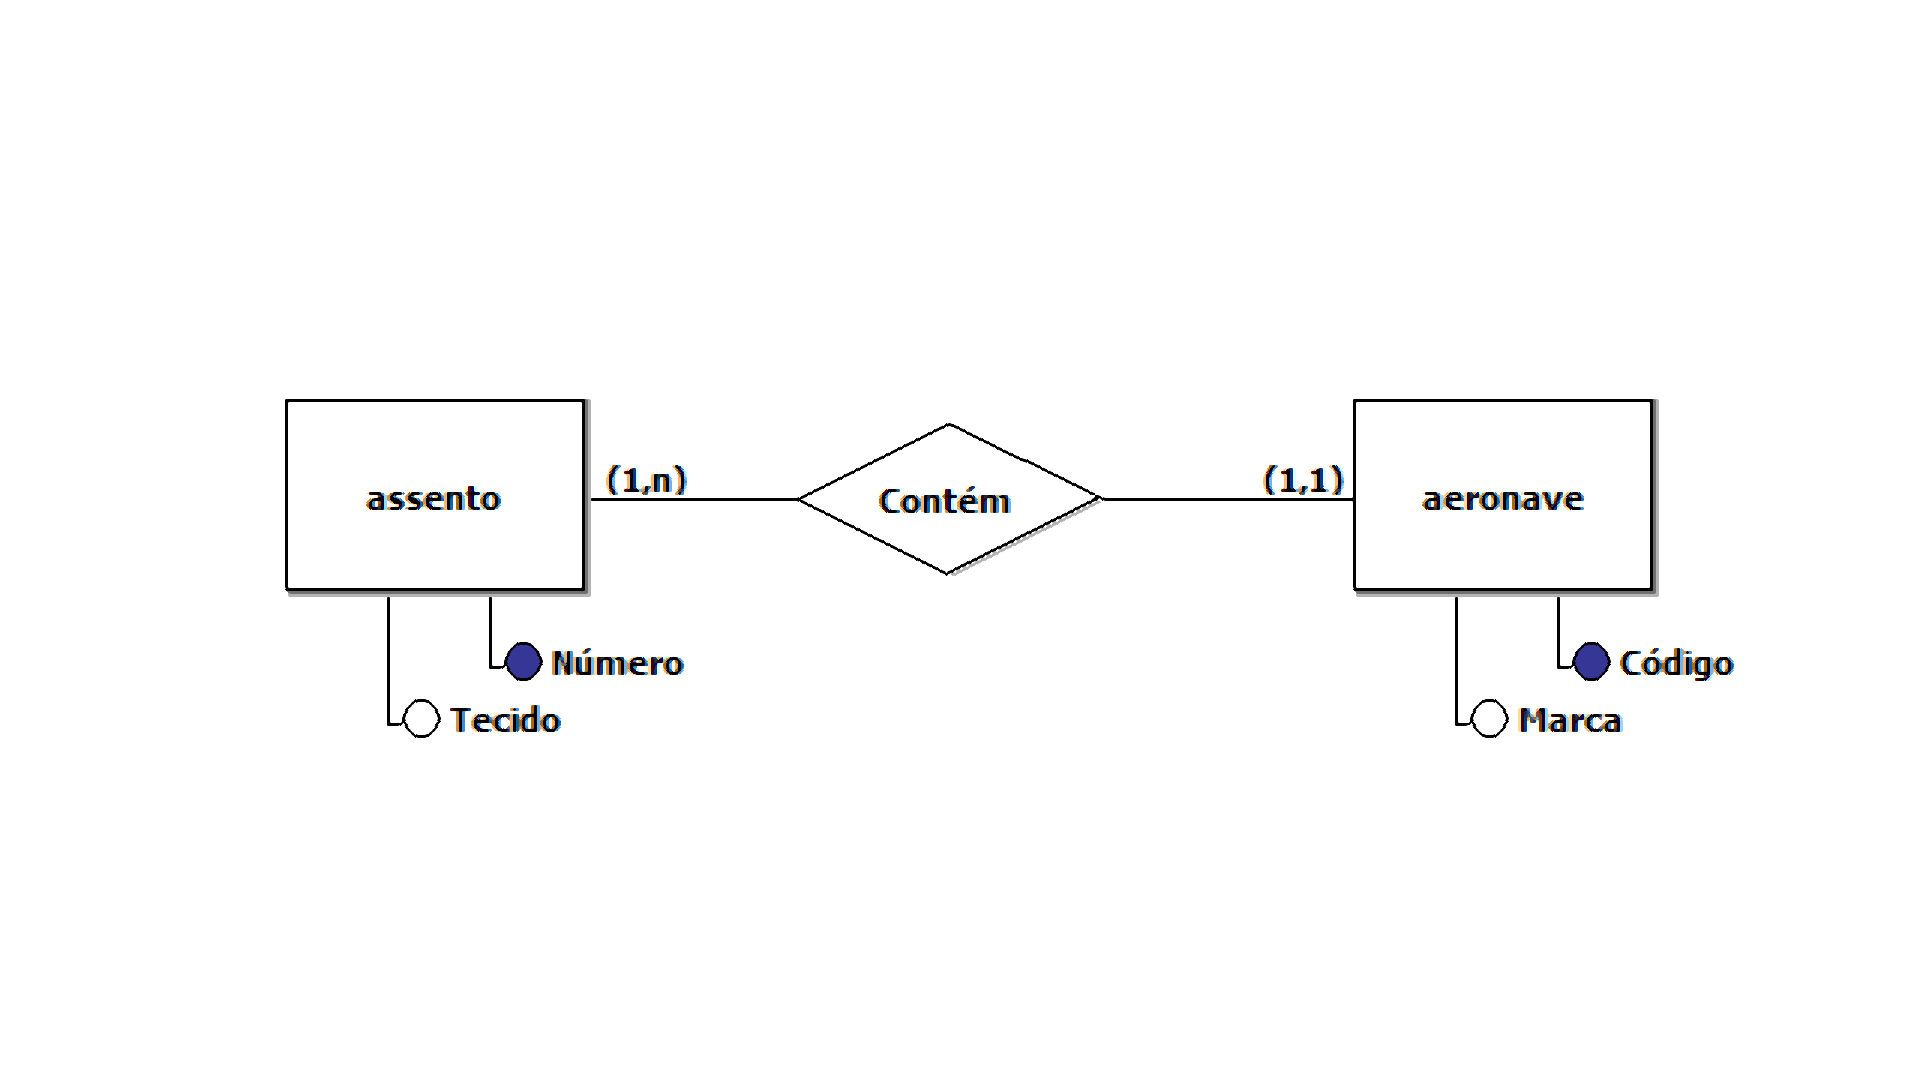 (1,n)
(1,1)
assento
Contém
aeronave
Número
Código
Tecido
Marca